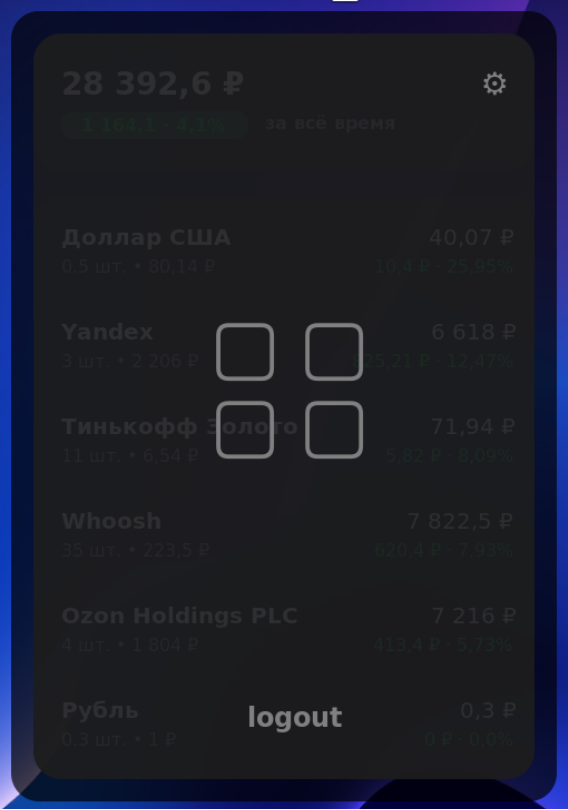 28 392,6 ₽
1 164,1 - 4,1% за всё время
Доллар США 40,07 ₽
0.5 шт. • 80,14 ₽ 10,4 ₽ · 25,95%
Yandex 6 618 ₽
3 шт. • 2 206 ₽ 825,21 ₽ · 12,47%
Тинькофф Золото 71,94 ₽
11 шт. • 6,54 ₽ 5,82 ₽ · 8,09%
Whoosh 7 822,5 ₽
35 шт. • 223,5 ₽ 620,4 ₽ · 7,93%
Ozon Holdings PLC 7 216 ₽
4 шт. • 1 804 ₽ 413,4 ₽ · 5,73%
Рубль 0,3 ₽
logout
0.3 шт. • 1 ₽ 0 ₽ · 0,0%